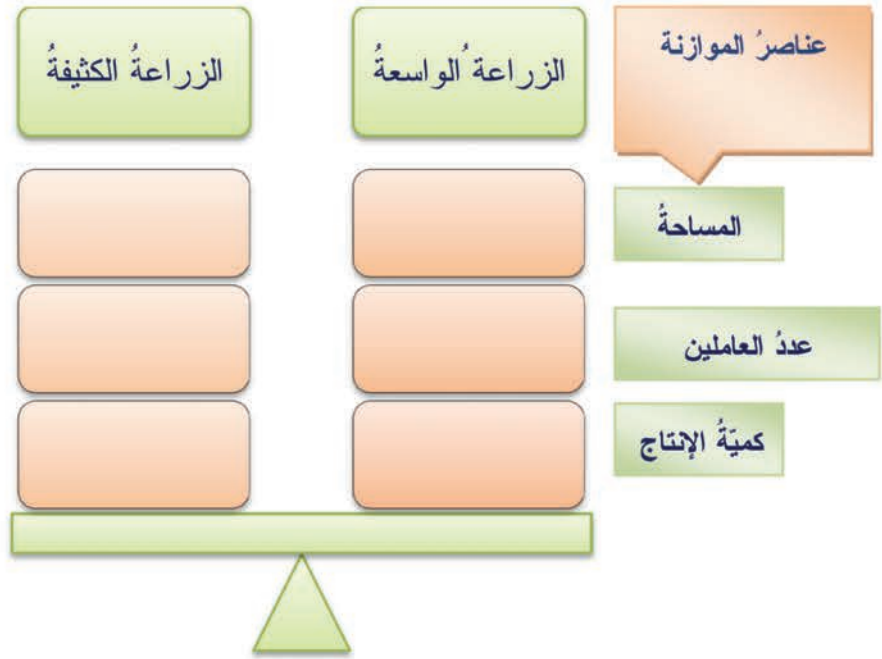 عناصرُ الموازنة
الزراعة ُالواسعةُ
الزراعةُ الكثيفةُ
المساحةُ
عددُ العاملين
كميّةُ الإنتاج